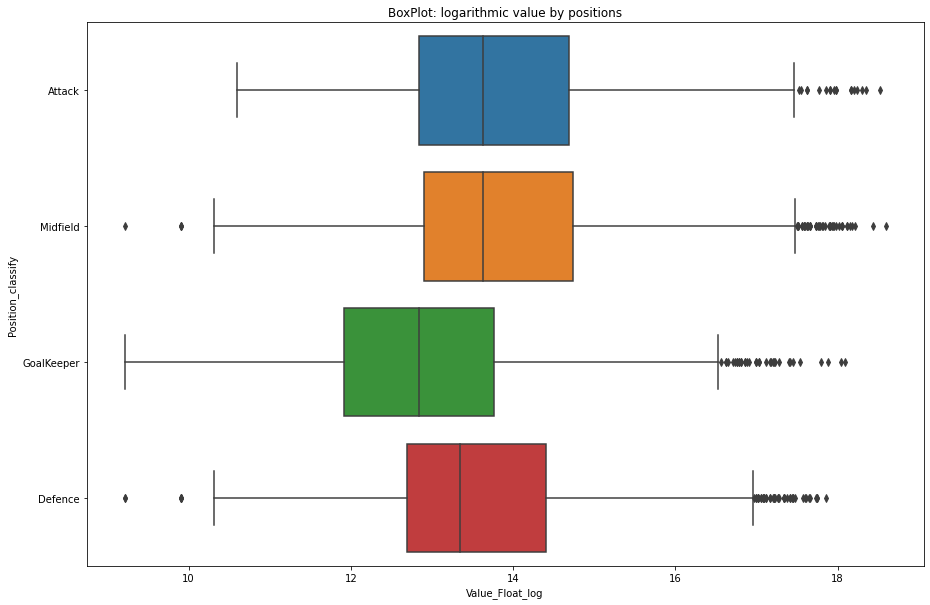 BoxPlot: logarithmic value by positions
Attack
Midfield
GoalKeeper
Defence
Position_classify
10 12 14 16 18
Value_Float_log